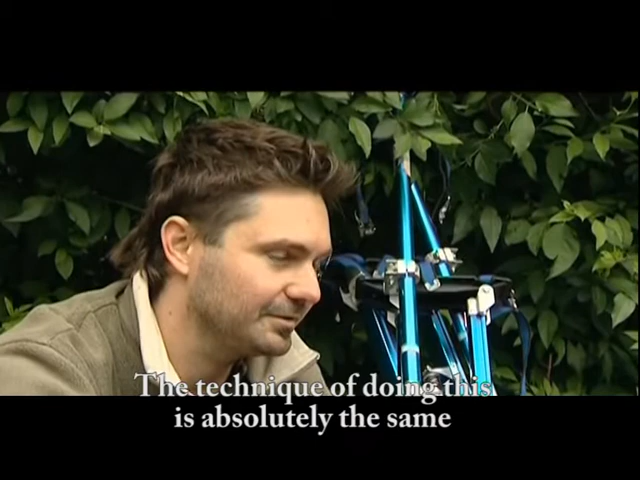 The technique of doing this
is absolutely the same